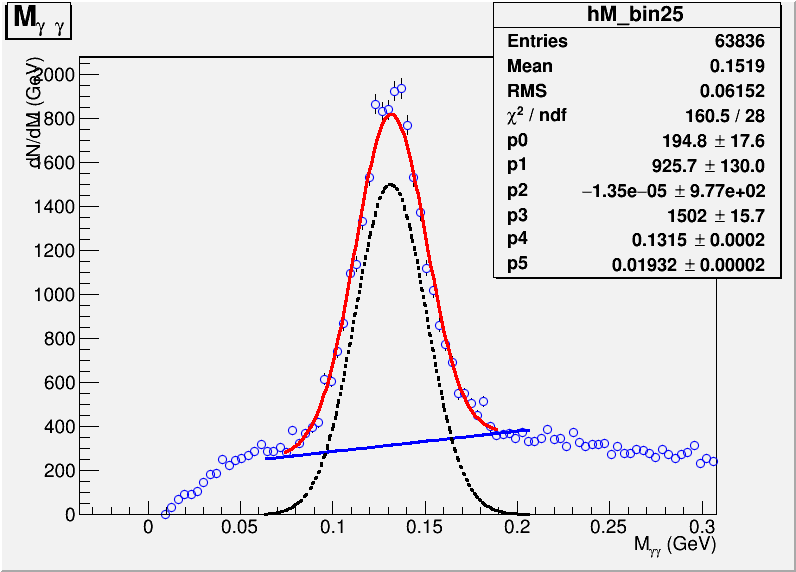 Mγ γ
hM_bin25
Entries 63836
Mean 0.1519
RMS 0.06152
χ² / ndf 160.5 / 28
p0 194.8 ± 17.6
p1 925.7 ± 130.0
p2 −1.35e−05 ± 9.77e+02
p3 1502 ± 15.7
p4 0.1315 ± 0.0002
p5 0.01932 ± 0.00002
dN/dM (GeV)
2000
1800
1600
1400
1200
1000
800
600
400
200
0
0 0.05 0.1 0.15 0.2 0.25 0.3
Mγγ (GeV)